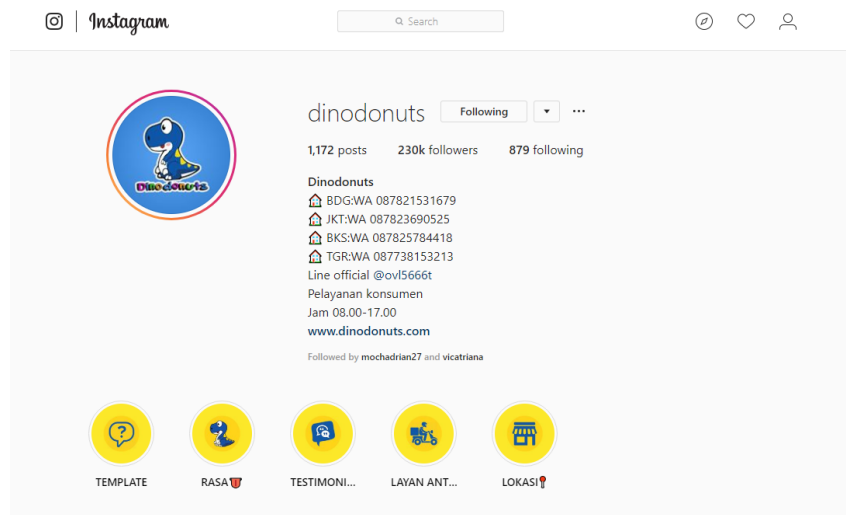 Instagram
Search
dinodonuts Following
1,172 posts 230k followers 879 following
Dinodonuts
Dinodonuts
BDG:WA 087821531679
JKT:WA 087823690525
BKS:WA 087825784418
TGR:WA 087738153213
Line official @ovl5666t
Pelayanan konsumen
Jam 08.00-17.00
www.dinodonuts.com
Followed by mochadrian27 and vicatriana
TEMPLATE RASA TESTIMONI... LAYAN ANT... LOKASI